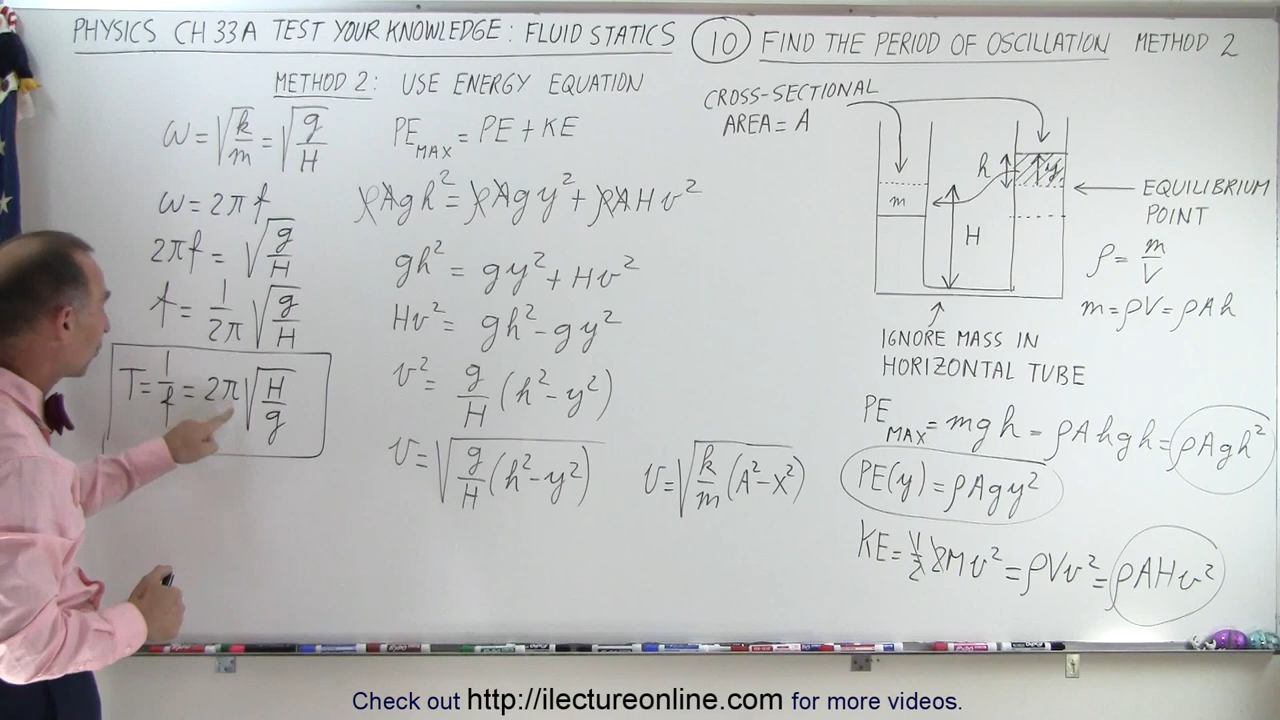 PHYSICS CH 33A TEST YOUR KNOWLEDGE: FLUID STATICS (10) FIND THE PERIOD OF OSCILLATION METHOD 2
METHOD 2: USE ENERGY EQUATION
ω = √(k/m) = √(g/H)
ω = 2πf
2πf = √(g/H)
f = 1/2π √(g/H)
T = 1/f = 2π √(H/g)
PE MAX = PE + KE
ρAgh² = ρAgy² + ρAHv²
gh² = gy² + Hv²
Hv² = gh² - gy²
v² = g/H (h² - y²)
v = √(g/H (h² - y²))
v = √(k/m (A² - x²))
CROSS-SECTIONAL
AREA = A
m
H
h
y
EQUILIBRIUM
POINT
ρ = m/V
m = ρV = ρAh
IGNORE MASS IN
HORIZONTAL TUBE
PE MAX = mgh = ρAhgh = ρAgh²
PE(y) = ρAgy²
KE = 1/2 2Mv² = ρVv² = ρAHv²
Check out http://ilectureonline.com for more videos.